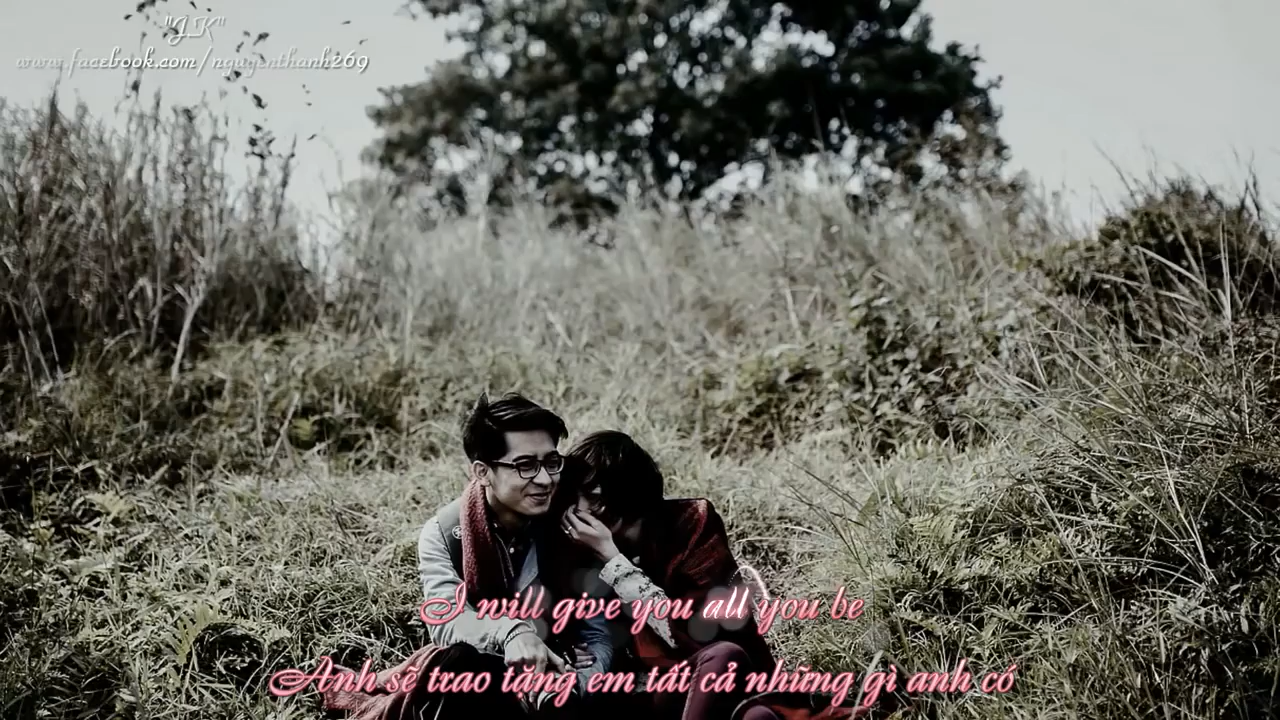 "J.K"
www.facebook.com/nguyenthanh269
I will give you all you be
Anh sẽ trao tặng em tất cả những gì anh có